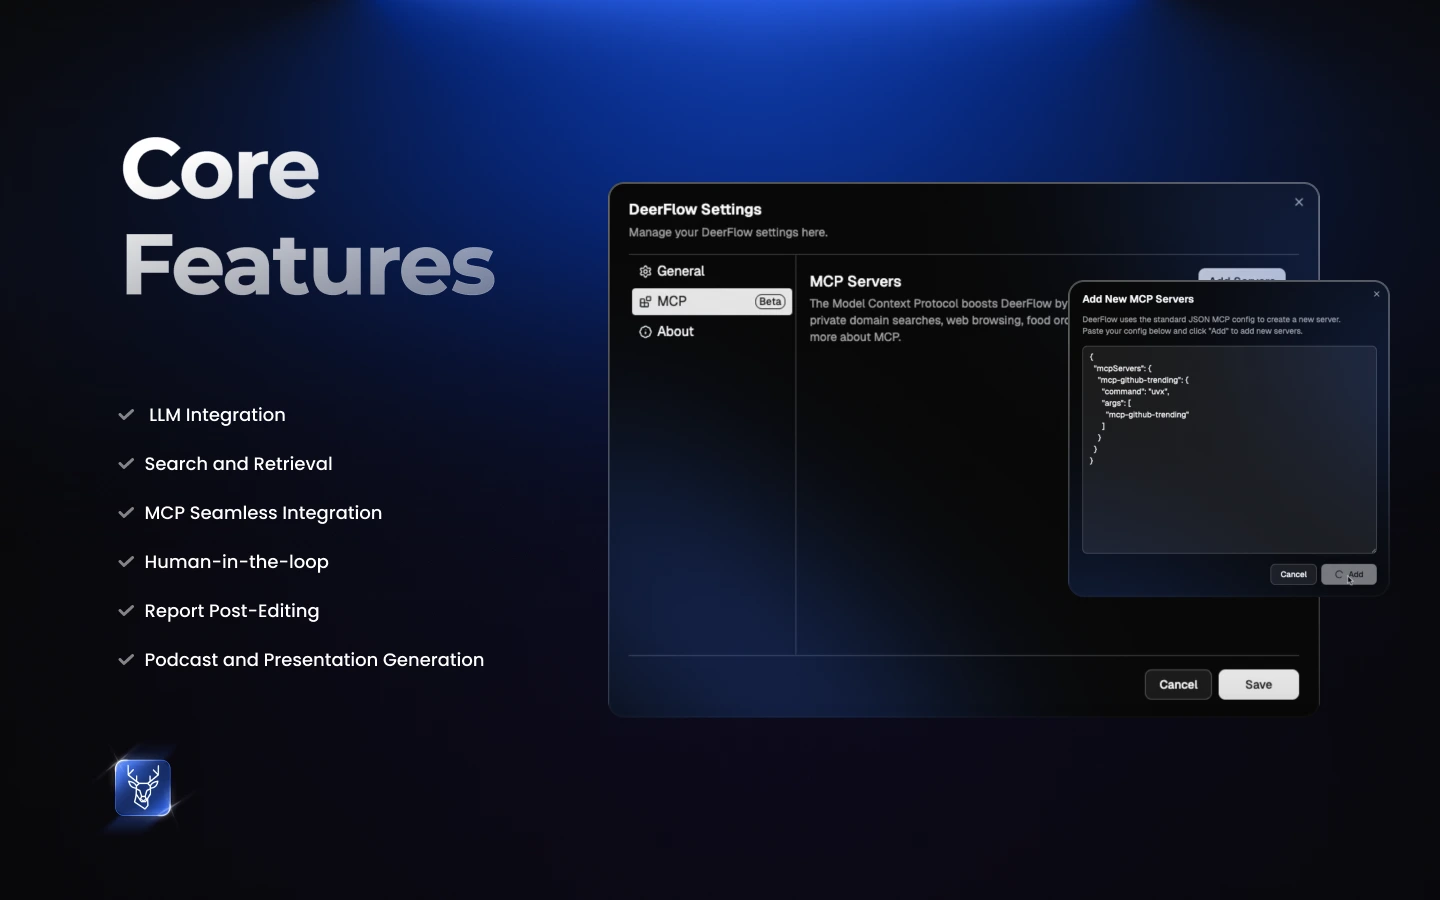 Core
Features
LLM Integration
Search and Retrieval
MCP Seamless Integration
Human-in-the-loop
Report Post-Editing
Podcast and Presentation Generation
DeerFlow Settings
Manage your DeerFlow settings here.
General
MCP
Beta
About
MCP Servers
Add Servers
The Model Context Protocol boosts DeerFlow by
private domain searches, web browsing, food
more about MCP.
Cancel
Save
Add New MCP Servers
DeerFlow uses the standard JSON MCP config to create a new server.
Paste your config below and click "Add" to add new servers.
{
"mcpServers": {
"mcp-github-trending": {
"command": "uvx",
"args": [
"mcp-github-trending"
]
}
}
}
Cancel
Add